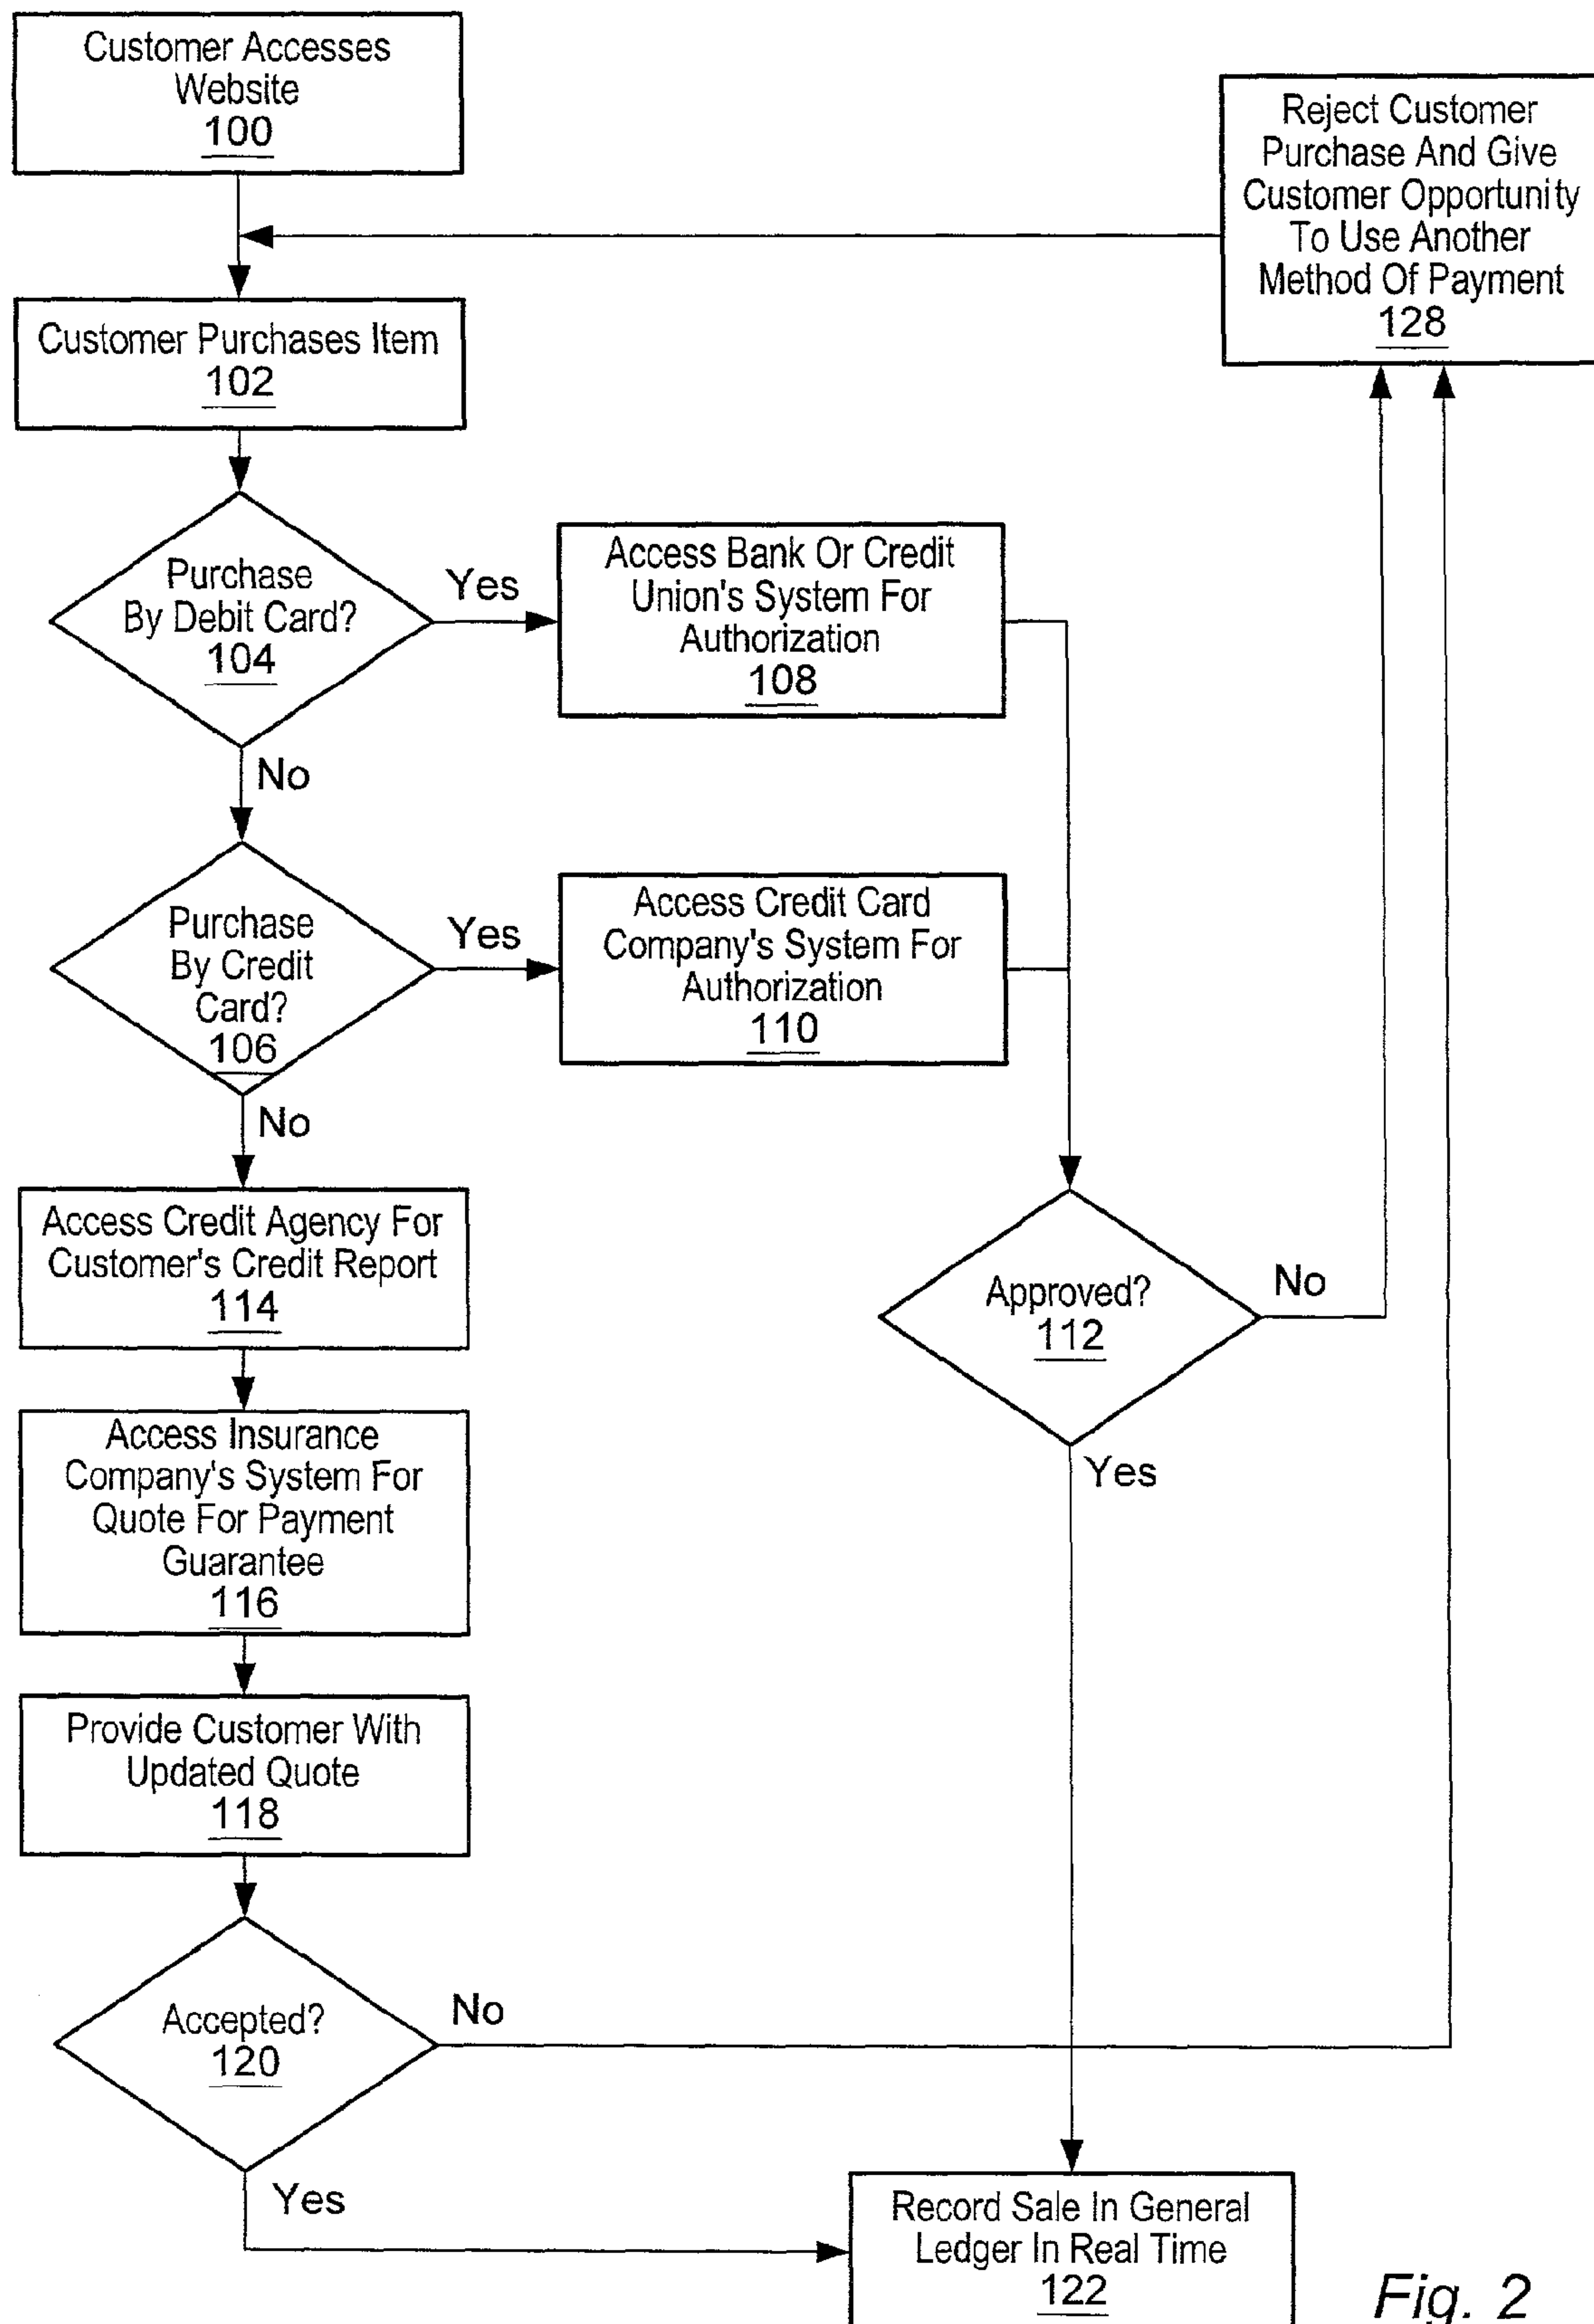 Customer Accesses
Website
100
Reject Customer
Purchase And Give
Customer Opportunity
To Use Another
Method Of Payment
128
Customer Purchases Item
102
Purchase
By Debit Card?
104
Yes
Access Bank Or Credit
Union's System For
Authorization
108
No
Purchase
By Credit
Card?
106
Yes
Access Credit Card
Company's System For
Authorization
110
No
Access Credit Agency For
Customer's Credit Report
114
Approved?
112
No
Yes
Access Insurance
Company's System For
Quote For Payment
Guarantee
116
Provide Customer With
Updated Quote
118
Accepted?
120
No
Yes
Record Sale In General
Ledger In Real Time
122
Fig. 2